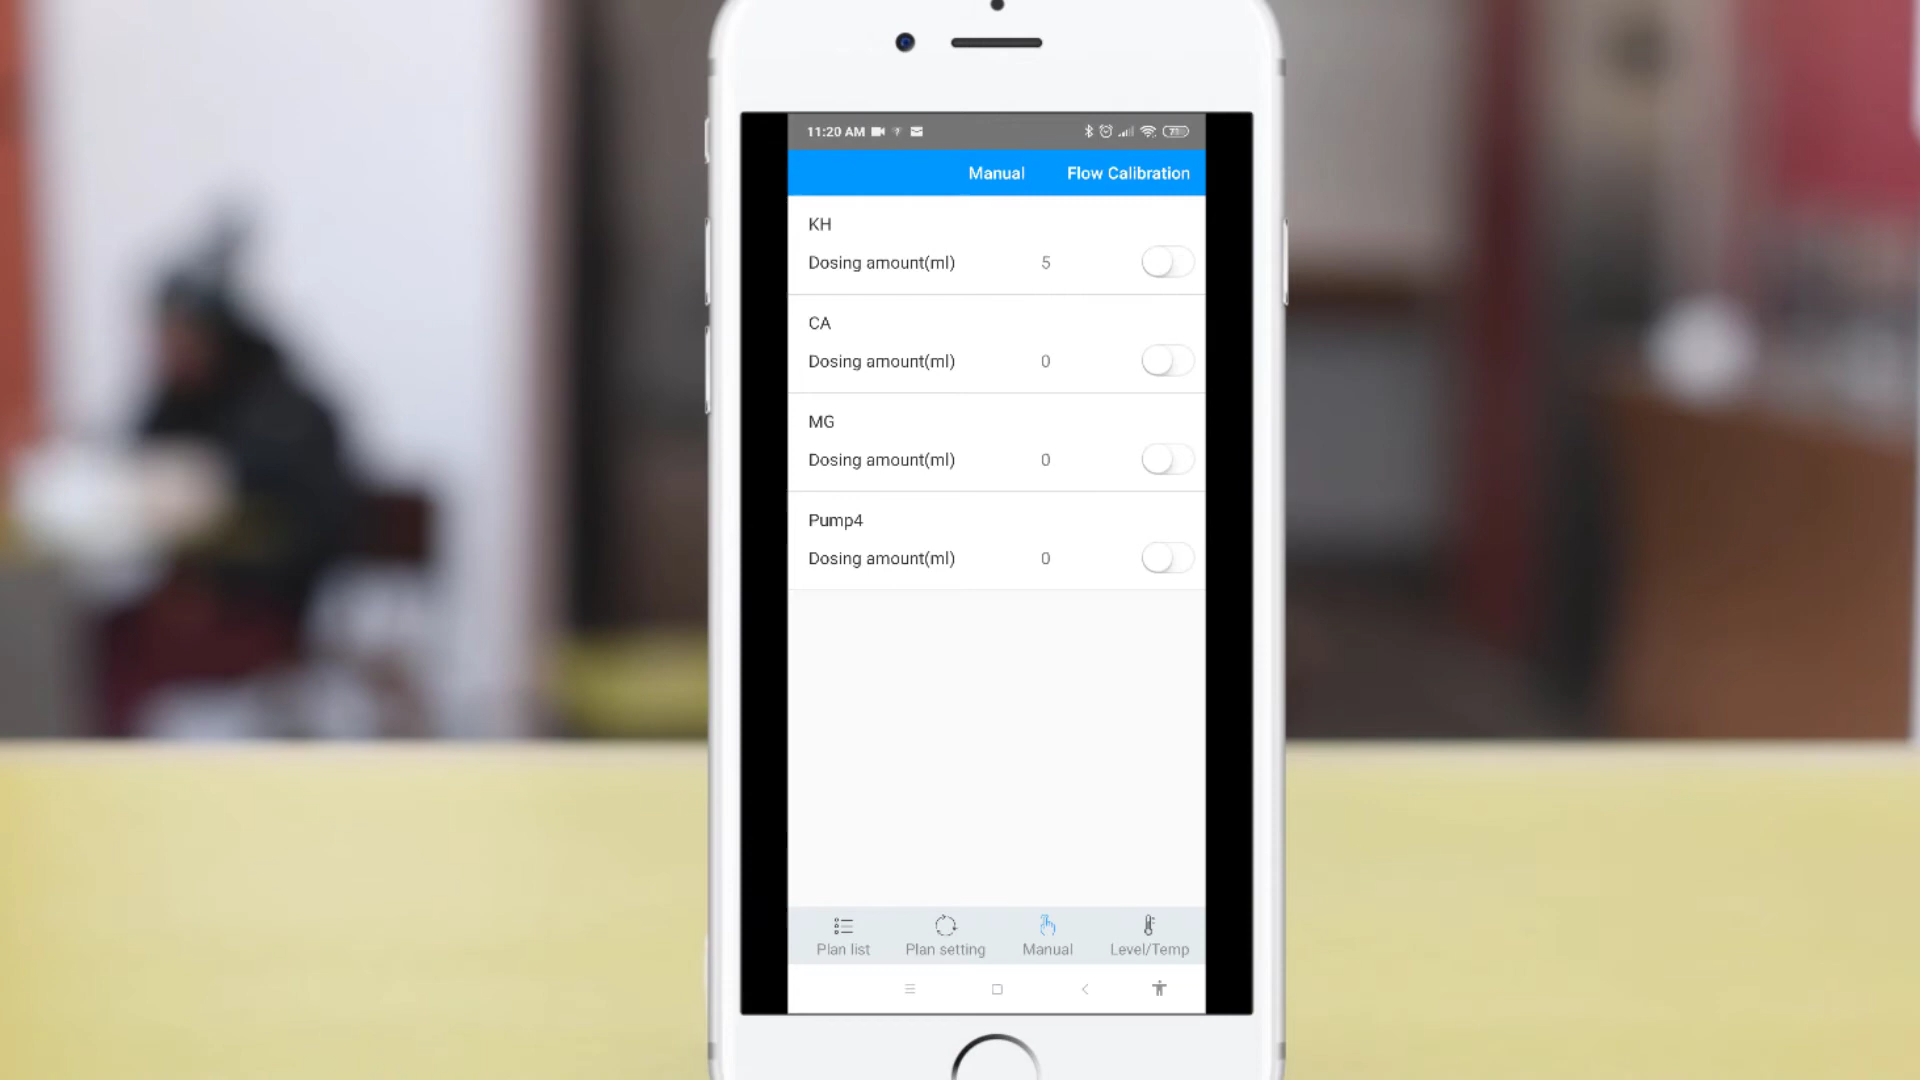 11:20 AM
Manual Flow Calibration
KH
Dosing amount(ml) 5
CA
Dosing amount(ml) 0
MG
Dosing amount(ml) 0
Pump4
Dosing amount(ml) 0
Plan list Plan setting Manual Level/Temp